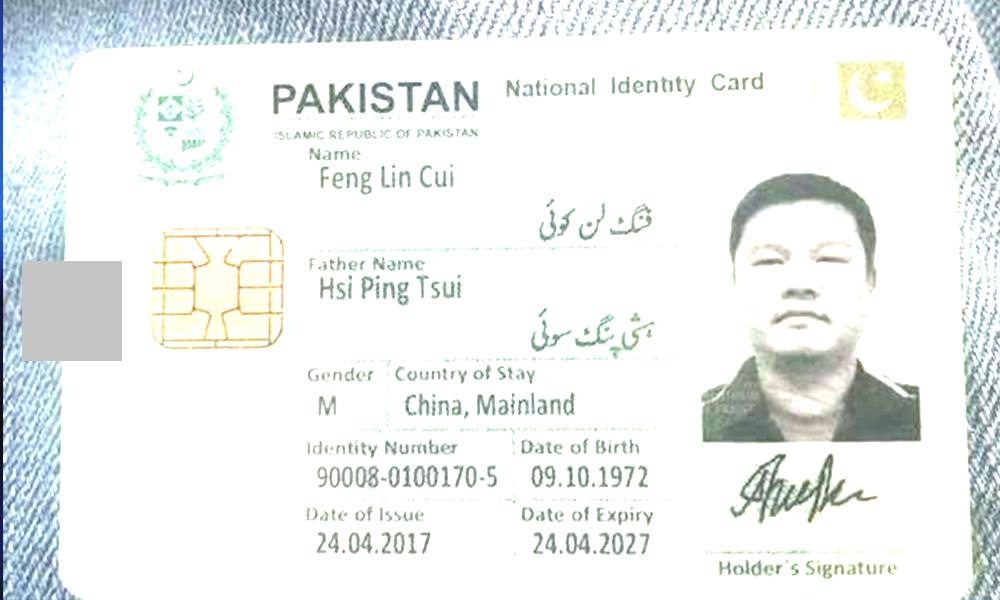 PAKISTAN National Identity Card
ISLAMIC REPUBLIC OF PAKISTAN
Name
Feng Lin Cui
فنگ لن کوئی
Father Name
Hsi Ping Tsui
ہشی پنگ سوئی
Gender Country of Stay
M China, Mainland
Identity Number Date of Birth
90008-0100170-5 09.10.1972
Date of Issue Date of Expiry
24.04.2017 24.04.2027
Holder's Signature